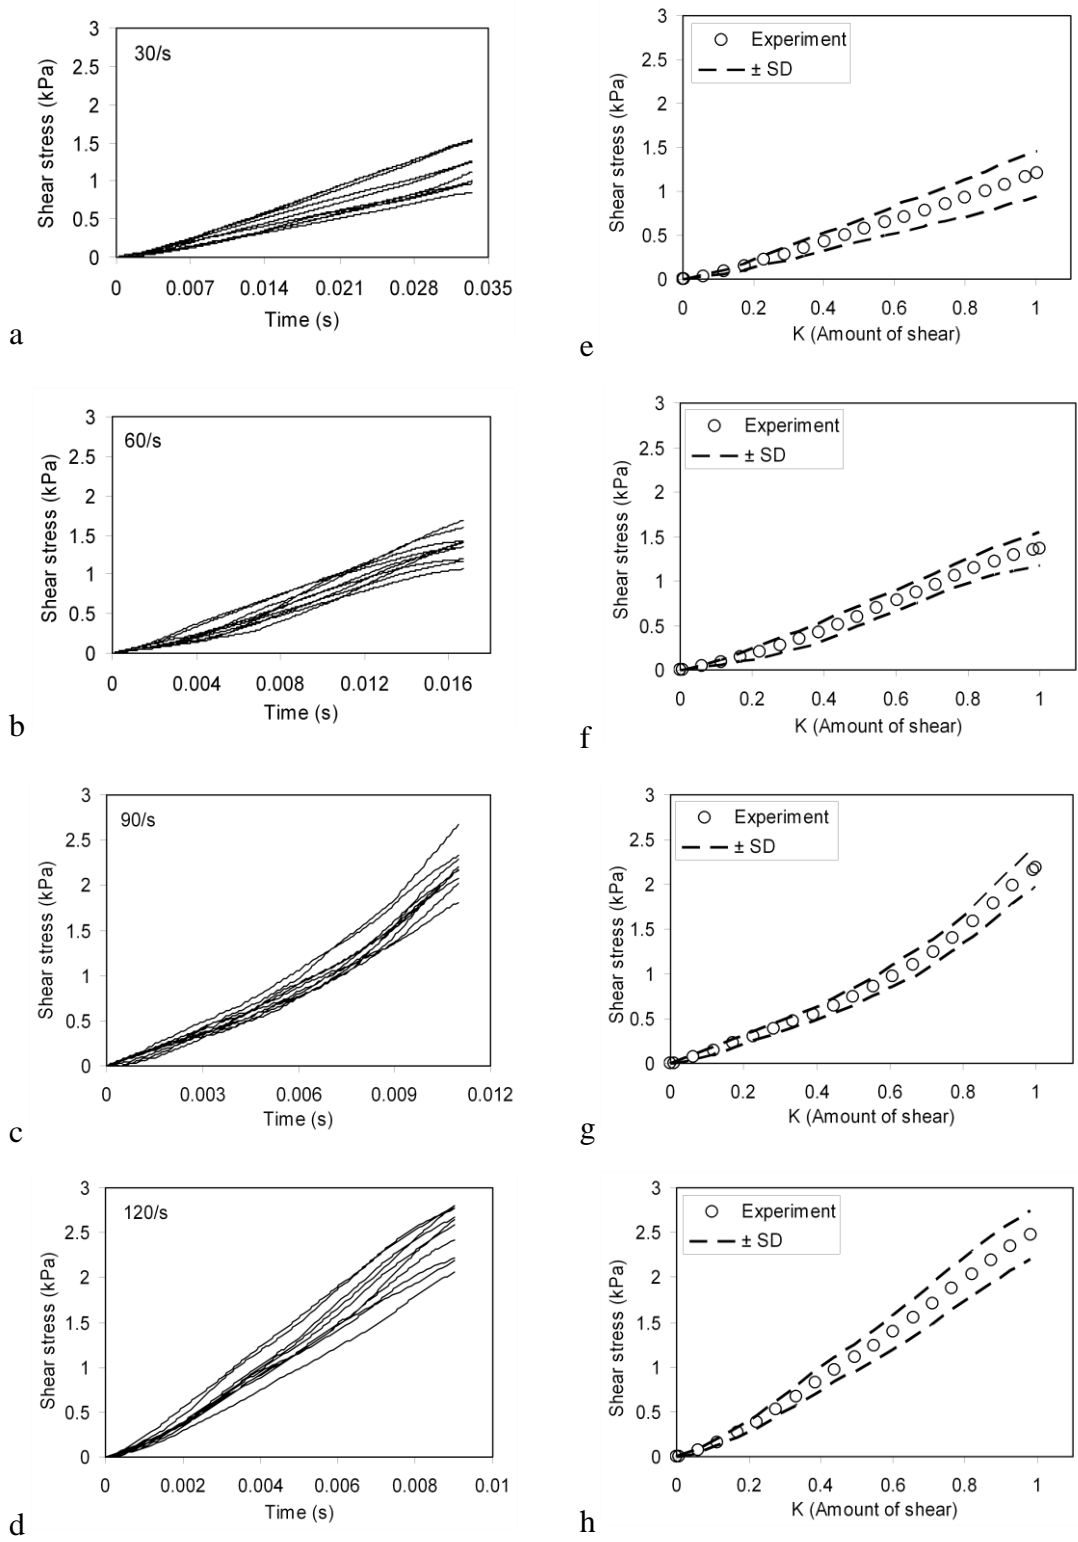 30/s
Shear stress (kPa)
3
2.5
2
1.5
1
0.5
0
0 0.007 0.014 0.021 0.028 0.035
Time (s)
a
Experiment
± SD
Shear stress (kPa)
3
2.5
2
1.5
1
0.5
0
0 0.2 0.4 0.6 0.8 1
K (Amount of shear)
e
60/s
Shear stress (kPa)
3
2.5
2
1.5
1
0.5
0
0 0.004 0.008 0.012 0.016
Time (s)
b
Experiment
± SD
Shear stress (kPa)
3
2.5
2
1.5
1
0.5
0
0 0.2 0.4 0.6 0.8 1
K (Amount of shear)
f
90/s
Shear stress (kPa)
3
2.5
2
1.5
1
0.5
0
0 0.003 0.006 0.009 0.012
Time (s)
c
Experiment
± SD
Shear stress (kPa)
3
2.5
2
1.5
1
0.5
0
0 0.2 0.4 0.6 0.8 1
K (Amount of shear)
g
120/s
Shear stress (kPa)
3
2.5
2
1.5
1
0.5
0
0 0.002 0.004 0.006 0.008 0.01
Time (s)
d
Experiment
± SD
Shear stress (kPa)
3
2.5
2
1.5
1
0.5
0
0 0.2 0.4 0.6 0.8 1
K (Amount of shear)
h